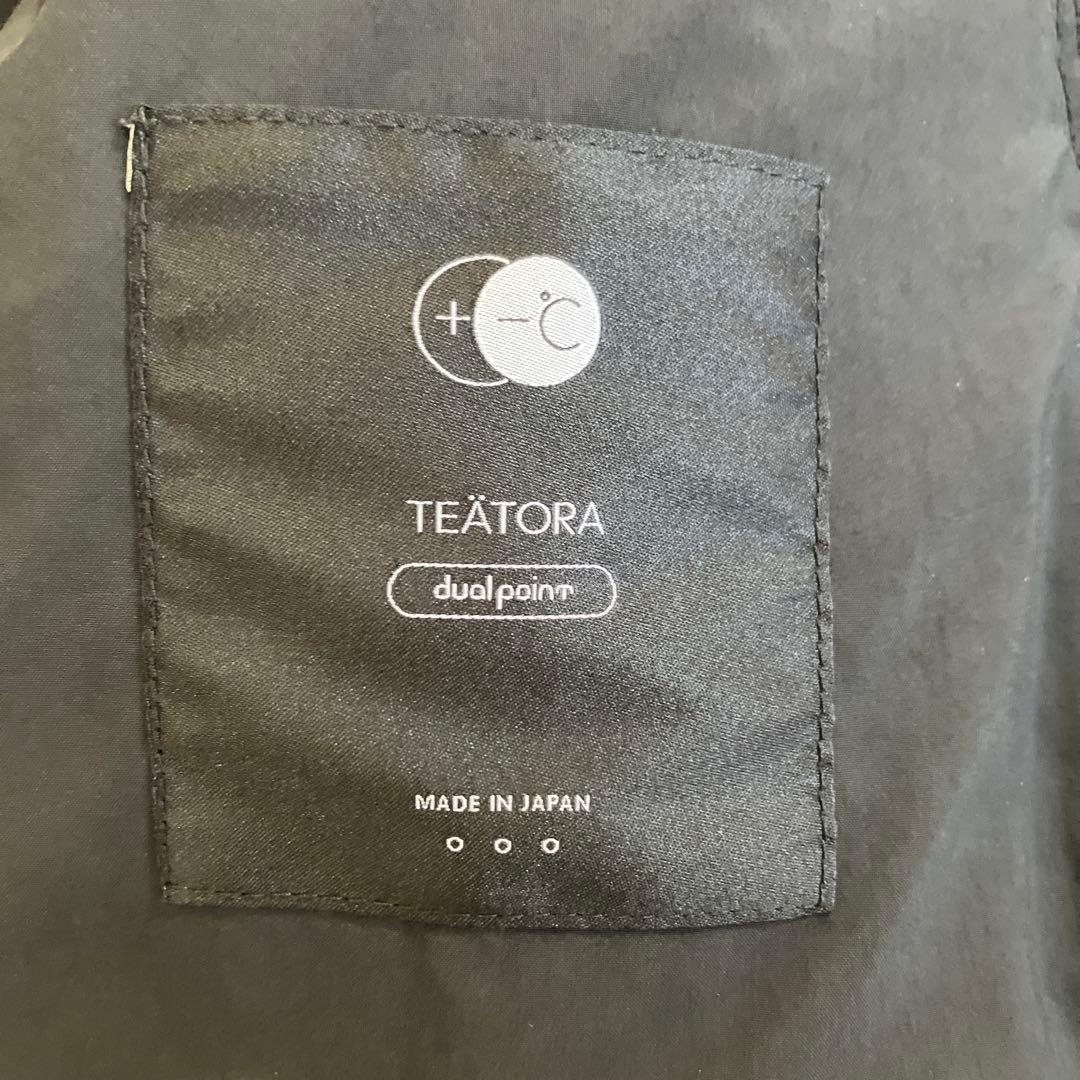 + -°C
TEÄTORA
dualpoint
MADE IN JAPAN